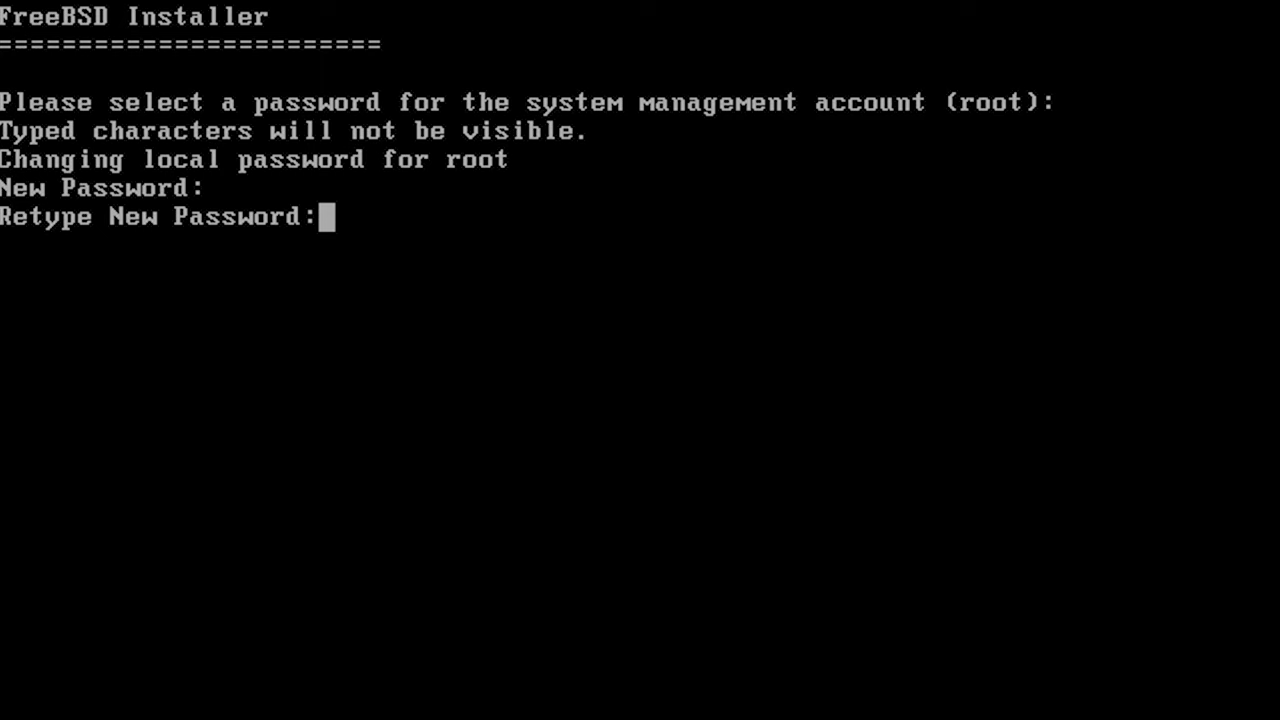 FreeBSD Installer
========================
Please select a password for the system management account (root):
Typed characters will not be visible.
Changing local password for root
New Password:
Retype New Password: